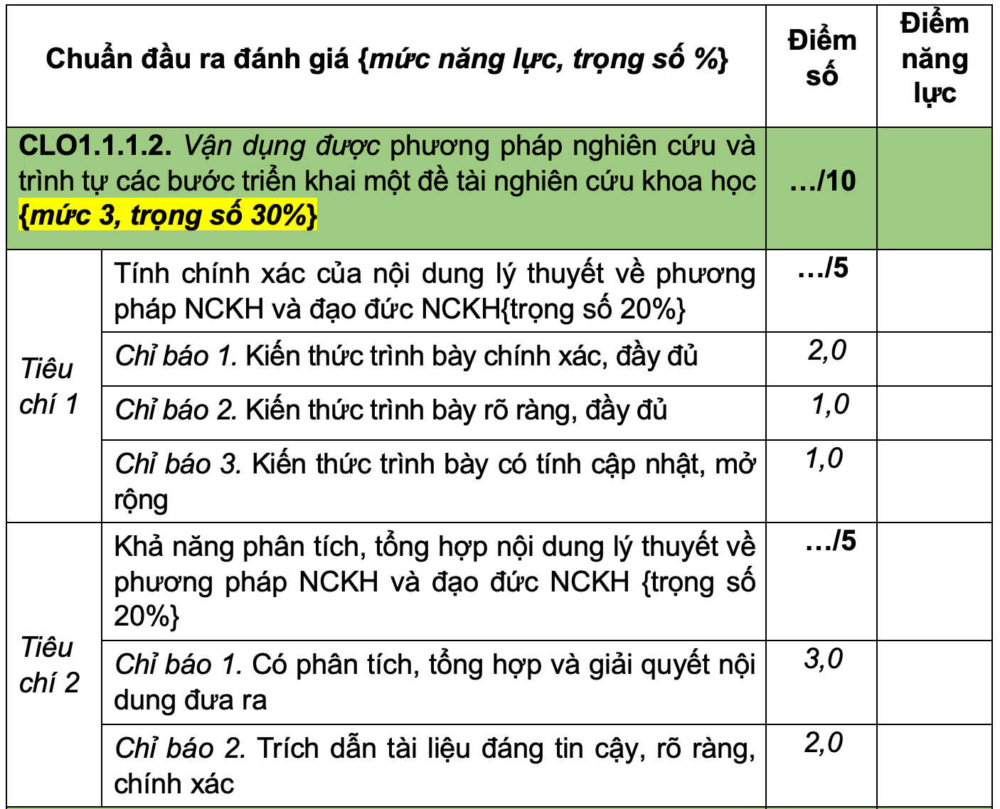 Chuẩn đầu ra đánh giá {mức năng lực, trọng số %}
Điểm
số
Điểm
năng
lực
CLO1.1.1.2. Vận dụng được phương pháp nghiên cứu và
trình tự các bước triển khai một đề tài nghiên cứu khoa học
{mức 3, trọng số 30%}
…/10
Tiêu
chí 1
Tính chính xác của nội dung lý thuyết về phương
pháp NCKH và đạo đức NCKH{trọng số 20%}
…/5
Chỉ báo 1. Kiến thức trình bày chính xác, đầy đủ
2,0
Chỉ báo 2. Kiến thức trình bày rõ ràng, đầy đủ
1,0
Chỉ báo 3. Kiến thức trình bày có tính cập nhật, mở
rộng
1,0
Tiêu
chí 2
Khả năng phân tích, tổng hợp nội dung lý thuyết về
phương pháp NCKH và đạo đức NCKH {trọng số
20%}
…/5
Chỉ báo 1. Có phân tích, tổng hợp và giải quyết nội
dung đưa ra
3,0
Chỉ báo 2. Trích dẫn tài liệu đáng tin cậy, rõ ràng,
chính xác
2,0